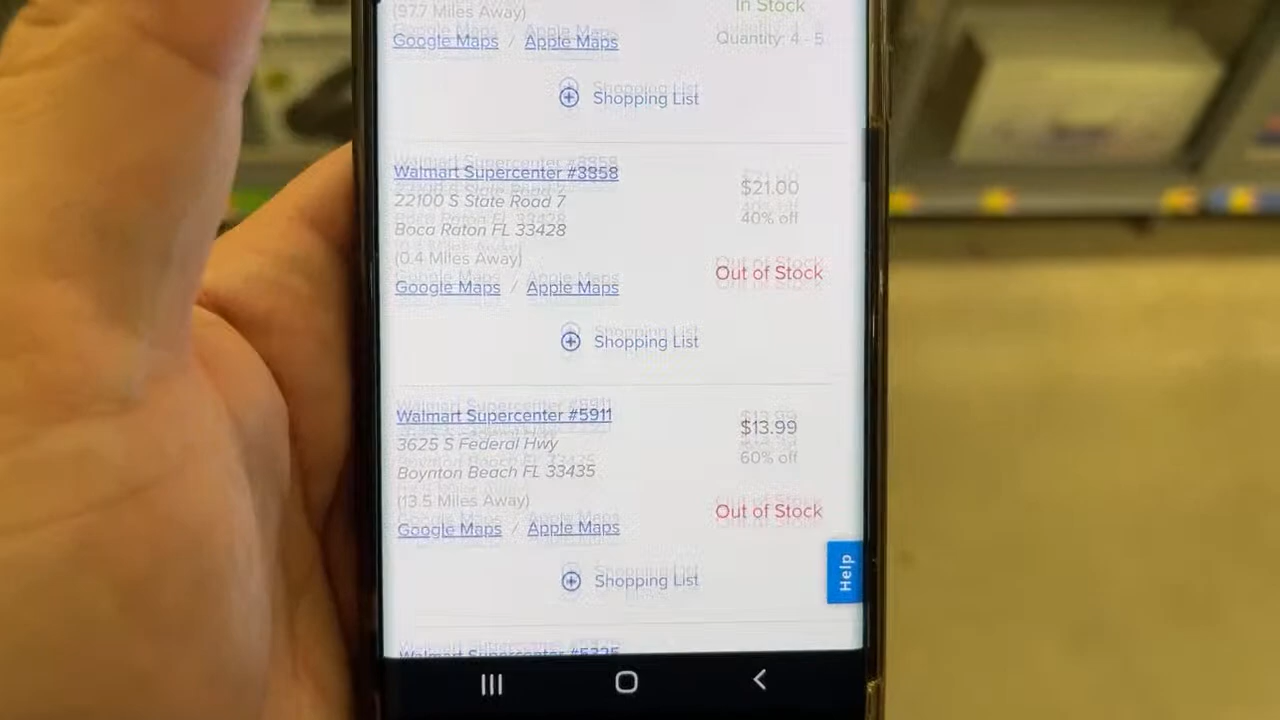 (97.7 Miles Away)
In Stock
Google Maps / Apple Maps
Quantity: 4 - 5
Shopping List
Walmart Supercenter #3858
22100 S State Road 7
Boca Raton FL 33428
(0.4 Miles Away)
Google Maps / Apple Maps
$21.00
40% off
Out of Stock
Shopping List
Walmart Supercenter #5911
3625 S Federal Hwy
Boynton Beach FL 33435
(13.5 Miles Away)
Google Maps / Apple Maps
$13.99
60% off
Out of Stock
Help
Shopping List
Walmart Supercenter #5325